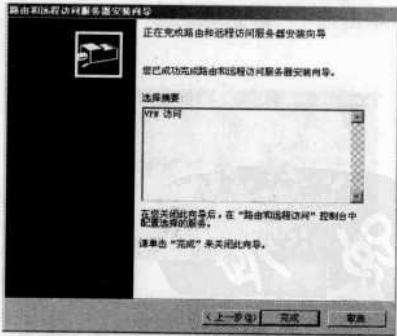 路由和远程访问服务器安装向导
正在完成路由和远程访问服务器安装向导
您已成功完成路由和远程访问服务器安装向导。
选择摘要
VPN 访问
在您关闭此向导后，在“路由和远程访问”控制台中
配置选择的服务。
请单击“完成”来关闭此向导。
<上一步(B)
完成
取消